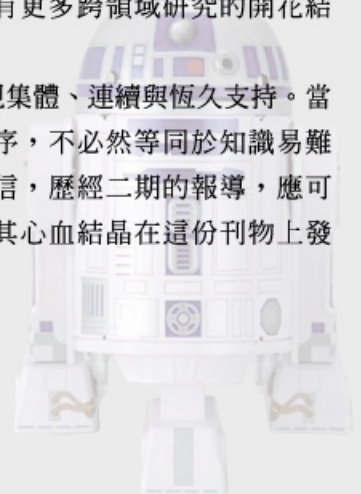 有更多跨領域研究的開花結
集體、連續與恆久支持。當
序，不必然等同於知識易難
信，歷經二期的報導，應可
其心血結晶在這份刊物上發